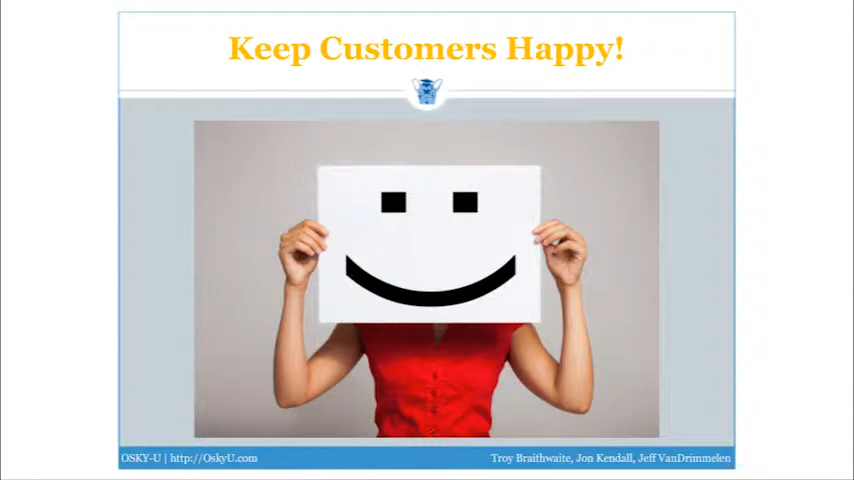 Keep Customers Happy!
OSKY-U | http://OskyU.com
Troy Braithwaite, Jon Kendall, Jeff VanDrimmelen